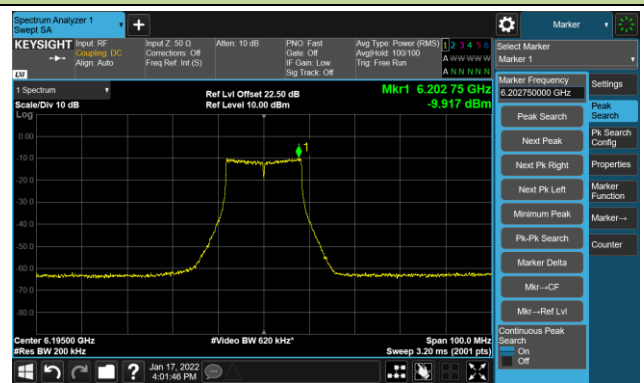 Spectrum Analyzer 1
Swept SA
+
Marker
KEYSIGHT
Input: RF
Coupling: DC
Align: Auto
Input Z: 50 Ω
Corrections: Off
Freq Ref: Int (S)
Atten: 10 dB
PNO: Fast
Gate: Off
IF Gain: Low
Sig Track: Off
Avg Type: Power (RMS)
Avg|Hold: 100/100
Trig: Free Run
1 2 3 4 5 6
A W W W W W
A N N N N N
LXI
Select Marker
Marker 1
1 Spectrum
Scale/Div 10 dB
Log
Ref Lvl Offset 22.50 dB
Ref Level 10.00 dBm
Mkr1 6.202 75 GHz
-9.917 dBm
0.00
-10.0
-20.0
-30.0
-40.0
-50.0
-60.0
-70.0
-80.0
1
Center 6.19500 GHz
#Res BW 200 kHz
#Video BW 620 kHz*
Span 100.0 MHz
Sweep 3.20 ms (2001 pts)
Marker Frequency
6.202750000 GHz
Peak Search
Next Peak
Next Pk Right
Next Pk Left
Minimum Peak
Pk-Pk Search
Marker Delta
Mkr→CF
Mkr→Ref Lvl
Continuous Peak
Search
On
Off
Settings
Peak
Search
Pk Search
Config
Properties
Marker
Function
Marker→
Counter
?
Jan 17, 2022
4:01:46 PM